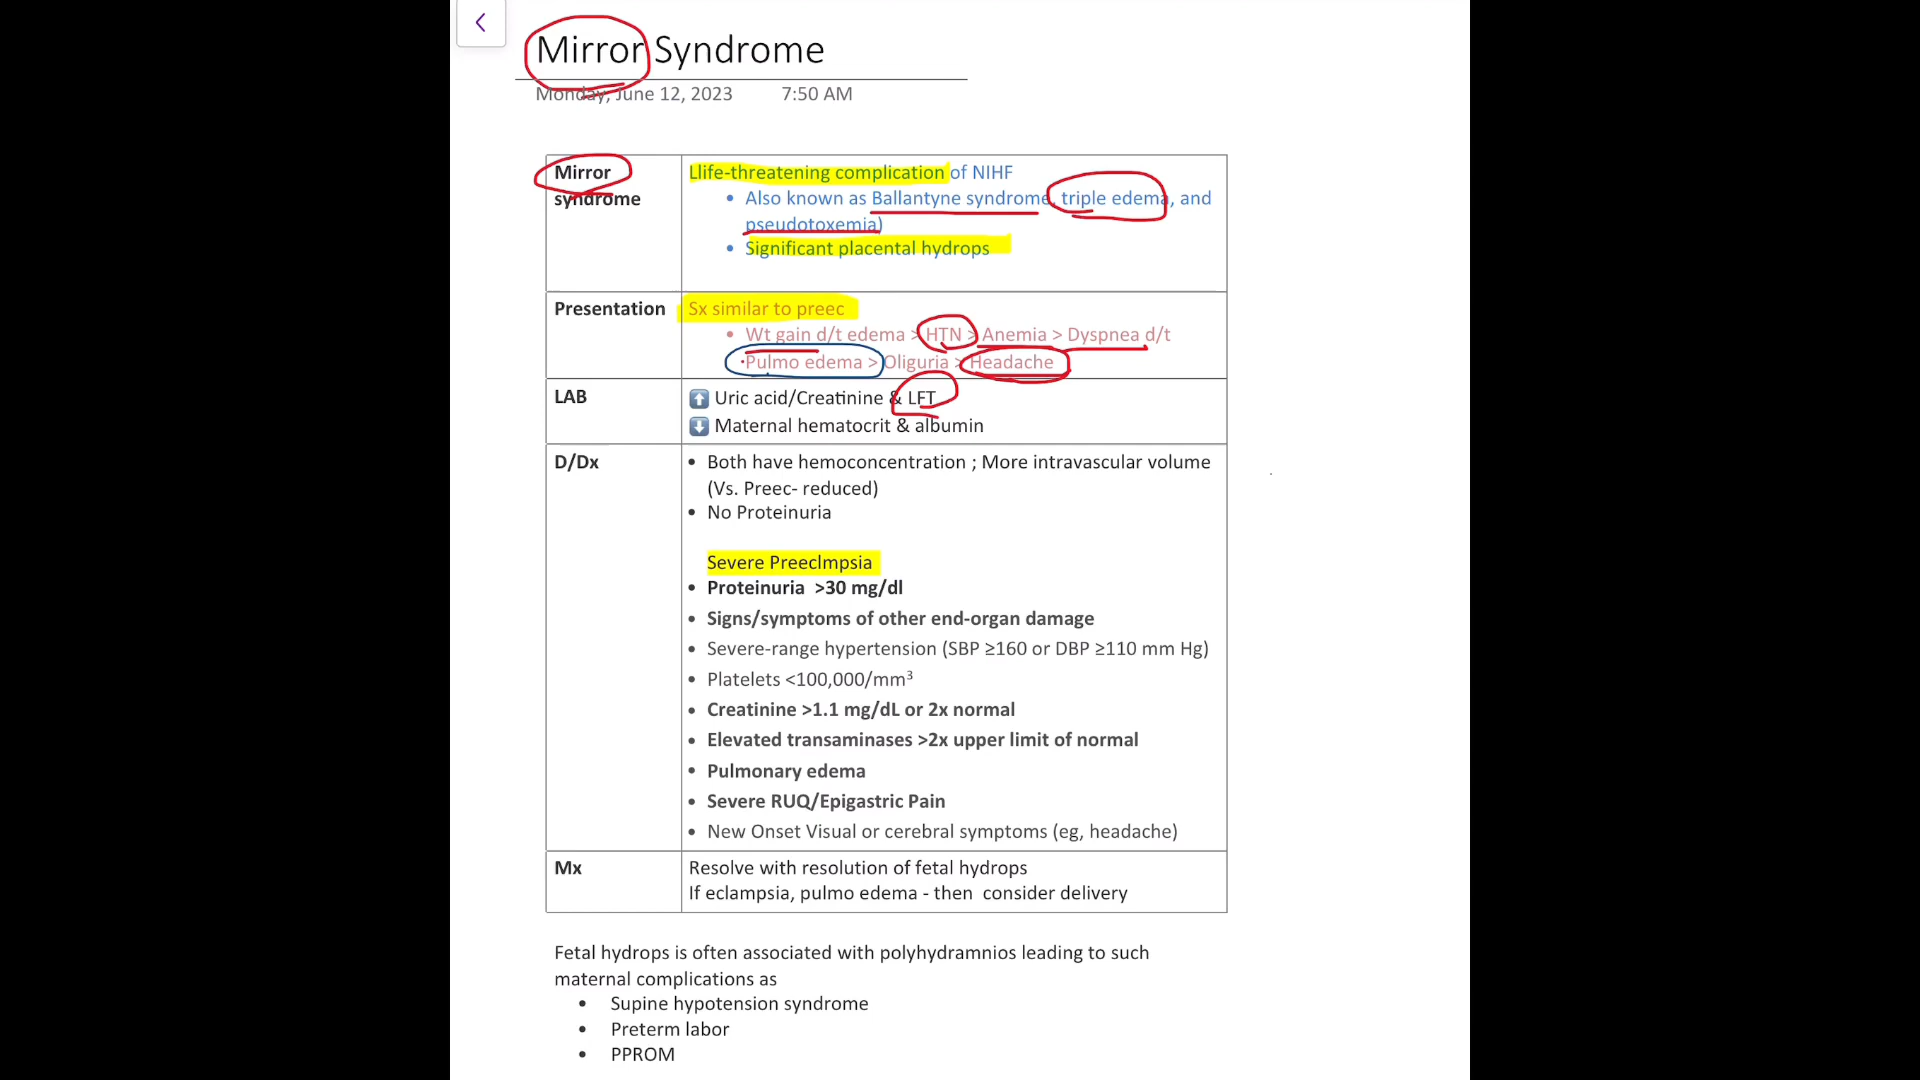 Mirror Syndrome
Monday, June 12, 2023 7:50 AM
Mirror syndrome
Llife-threatening complication of NIHF
• Also known as Ballantyne syndrome, triple edema, and
pseudotoxemia)
• Significant placental hydrops
Presentation
Sx similar to preec
• Wt gain d/t edema > HTN > Anemia > Dyspnea d/t
Pulmo edema > Oliguria > Headache
LAB
⬆ Uric acid/Creatinine & LFT
⬇ Maternal hematocrit & albumin
D/Dx
• Both have hemoconcentration ; More intravascular volume
(Vs. Preec- reduced)
• No Proteinuria
Severe Preeclmpsia
• Proteinuria >30 mg/dl
• Signs/symptoms of other end-organ damage
• Severe-range hypertension (SBP ≥160 or DBP ≥110 mm Hg)
• Platelets <100,000/mm³
• Creatinine >1.1 mg/dL or 2x normal
• Elevated transaminases >2x upper limit of normal
• Pulmonary edema
• Severe RUQ/Epigastric Pain
• New Onset Visual or cerebral symptoms (eg, headache)
Mx
Resolve with resolution of fetal hydrops
If eclampsia, pulmo edema - then consider delivery
Fetal hydrops is often associated with polyhydramnios leading to such
maternal complications as
• Supine hypotension syndrome
• Preterm labor
• PPROM